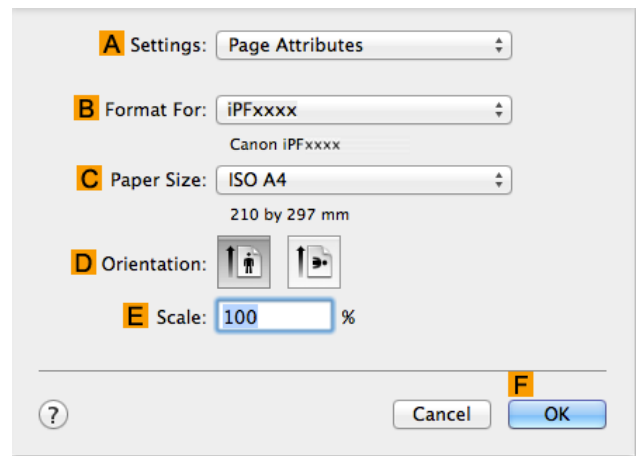 A Settings: Page Attributes
B Format For: iPFxxxx
Canon iPFxxxx
C Paper Size: ISO A4
210 by 297 mm
D Orientation:
E Scale: 100 %
F
? Cancel OK